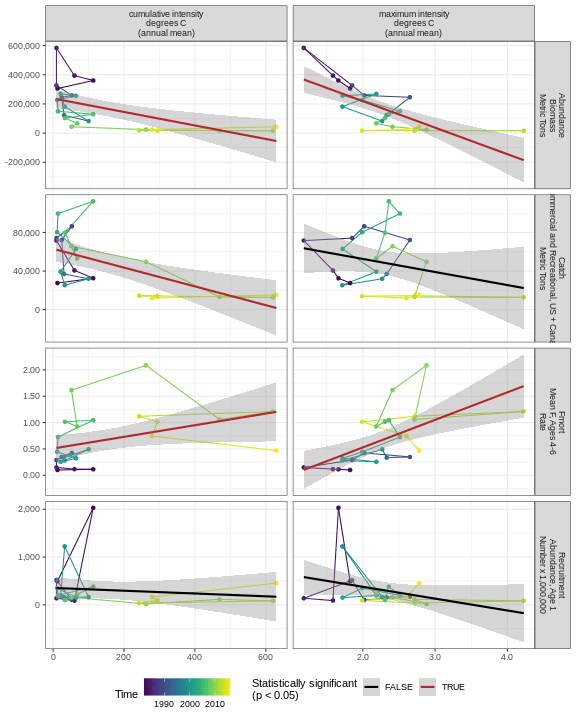 cumulative intensity
degrees C
(annual mean)
maximum intensity
degrees C
(annual mean)
600,000
400,000
200,000
0
-200,000
Abundance
Biomass
Metric Tons
80,000
40,000
0
Catch
mmercial and Recreational, US + Cana
Metric Tons
2.00
1.50
1.00
0.50
0.00
Fmort
Mean F, Ages 4-6
Rate
2,000
1,000
0
Recruitment
Abundance, Age 1
Number x 1,000,000
0 200 400 600
2.0 3.0 4.0
Time
1990 2000 2010
Statistically significant
(p < 0.05)
FALSE TRUE